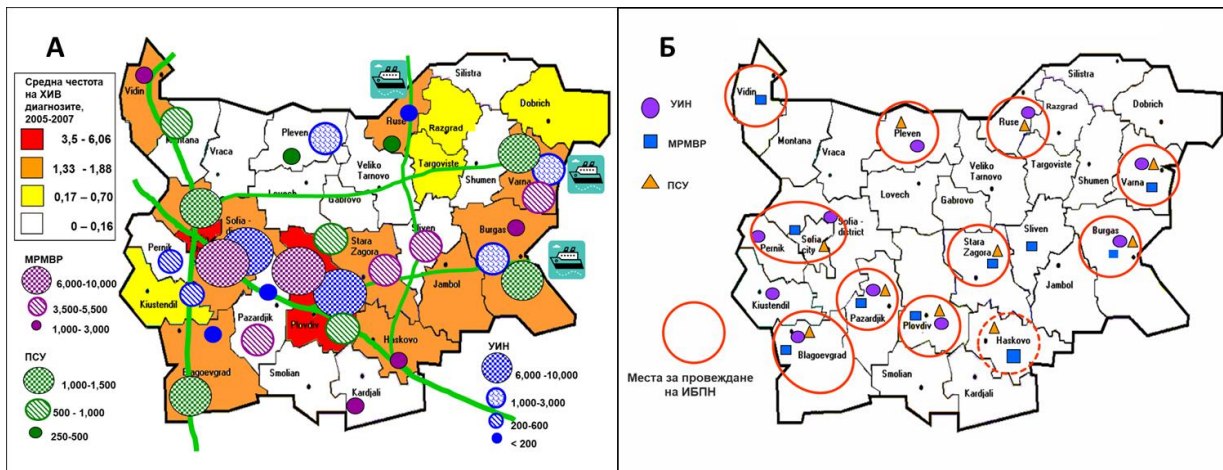 А
Средна честота
на ХИВ
диагнозите,
2005-2007
3,5 - 6,06
1,33 – 1,88
0,17 – 0,70
0 – 0,16
МРМВР
6,000-10,000
3,500-5,500
1,000- 3,000
ПСУ
1,000-1,500
500 - 1,000
250-500
УИН
6,000 -10,000
1,000-3,000
200-600
< 200
Vidin
Montana
Vraca
Pleven
Lovech
Veliko
Tarnovo
Gabrovo
Ruse
Silistra
Razgrad
Dobrich
Targoviste
Shumen
Varna
Burgas
Sliven
Jambol
Stara
Zagora
Sofia -
Pernik
Kiustendil
Pazardjik
Plovdiv
Blagoevgrad
Smolian
Haskovo
Kardjali
Б
УИН
МРМВР
ПСУ
Места за провеждане
на ИБПН
Vidin
Montana
Vraca
Pleven
Lovech
Veliko
Tarnovo
Gabrovo
Ruse
Silistra
Razgrad
Dobrich
Targoviste
Shumen
Varna
Burgas
Sliven
Jambol
Stara
Zagora
Sofia -
district
Sofia
city
Pernik
Kiustendil
Pazardjik
Plovdiv
Blagoevgrad
Smolian
Haskovo
Kardjali